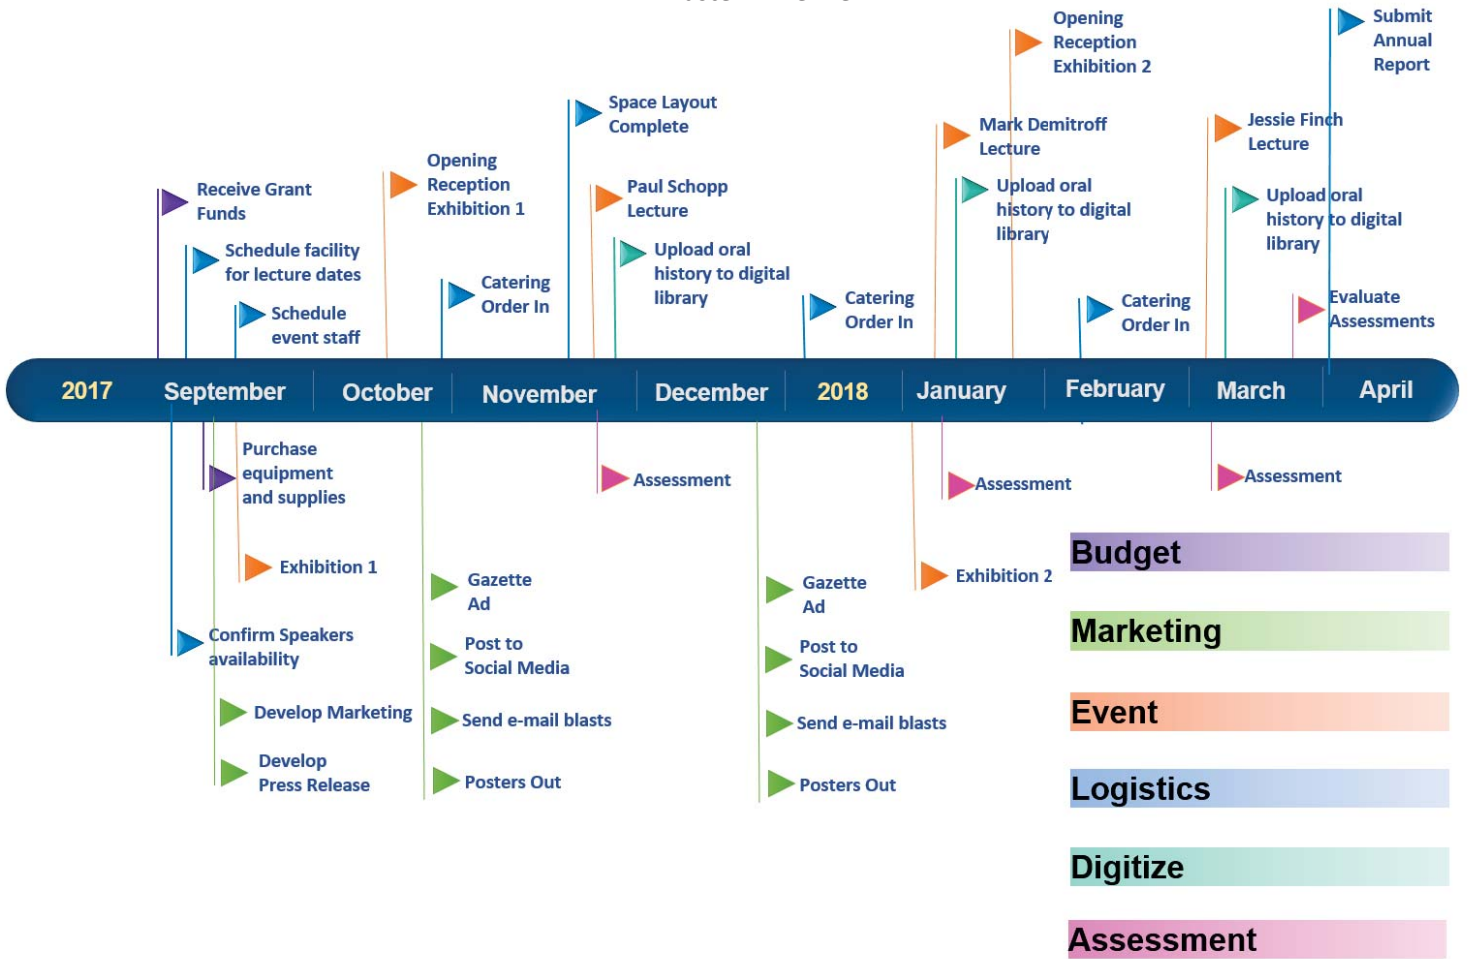 Opening
Reception
Exhibition 2
Submit
Annual
Report
Space Layout
Complete
Mark Demitroff
Lecture
Jessie Finch
Lecture
Opening
Reception
Exhibition 1
Receive Grant
Funds
Paul Schopp
Lecture
Upload oral
history to digital
library
Upload oral
history to digital
library
Schedule facility
for lecture dates
Upload oral
history to digital
library
Schedule
event staff
Catering
Order In
Catering
Order In
Catering
Order In
Evaluate
Assessments
2017 September October November December 2018 January February March April
Purchase
equipment
and supplies
Assessment
Assessment
Assessment
Exhibition 1
Gazette
Ad
Gazette
Ad
Exhibition 2
Confirm Speakers
availability
Post to
Social Media
Post to
Social Media
Develop Marketing
Send e-mail blasts
Send e-mail blasts
Develop
Press Release
Posters Out
Posters Out
Budget
Marketing
Event
Logistics
Digitize
Assessment